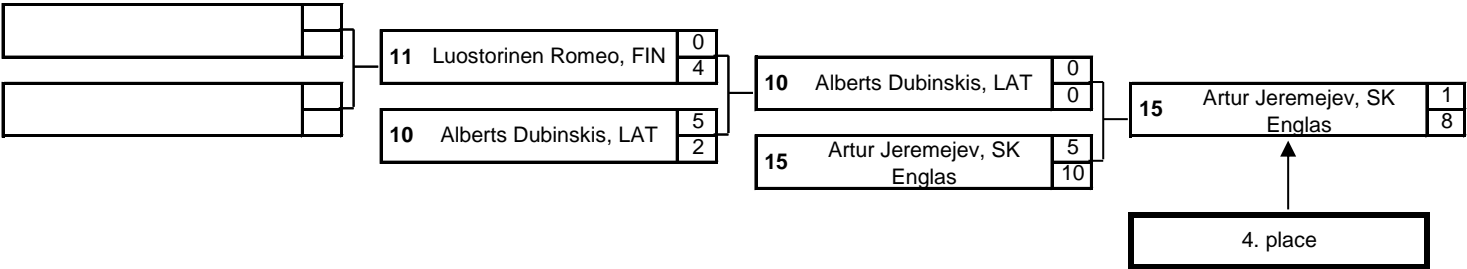 11 Luostorinen Romeo, FIN 0
4
10 Alberts Dubinskis, LAT 5
2
10 Alberts Dubinskis, LAT 0
0
15 Artur Jeremejev, SK 5
Englas 10
15 Artur Jeremejev, SK 1
Englas 8
4. place